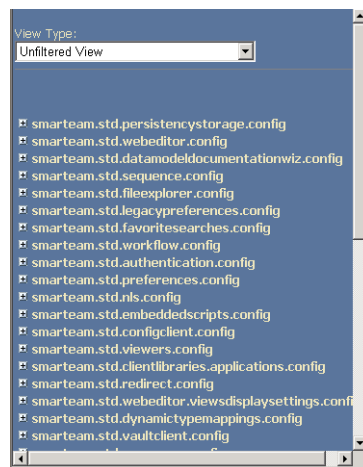 View Type:
Unfiltered View
smarteam.std.persistencystorage.config
smarteam.std.webeditor.config
smarteam.std.datamodeldocumentationwiz.config
smarteam.std.sequence.config
smarteam.std.fileexplorer.config
smarteam.std.legacypreferences.config
smarteam.std.favoritesearches.config
smarteam.std.workflow.config
smarteam.std.authentication.config
smarteam.std.preferences.config
smarteam.std.nls.config
smarteam.std.embeddedscripts.config
smarteam.std.configclient.config
smarteam.std.viewers.config
smarteam.std.clientlibraries.applications.config
smarteam.std.redirect.config
smarteam.std.webeditor.viewsdisplaysettings.confi
smarteam.std.dynamictypemappings.config
smarteam.std.vaultclient.config